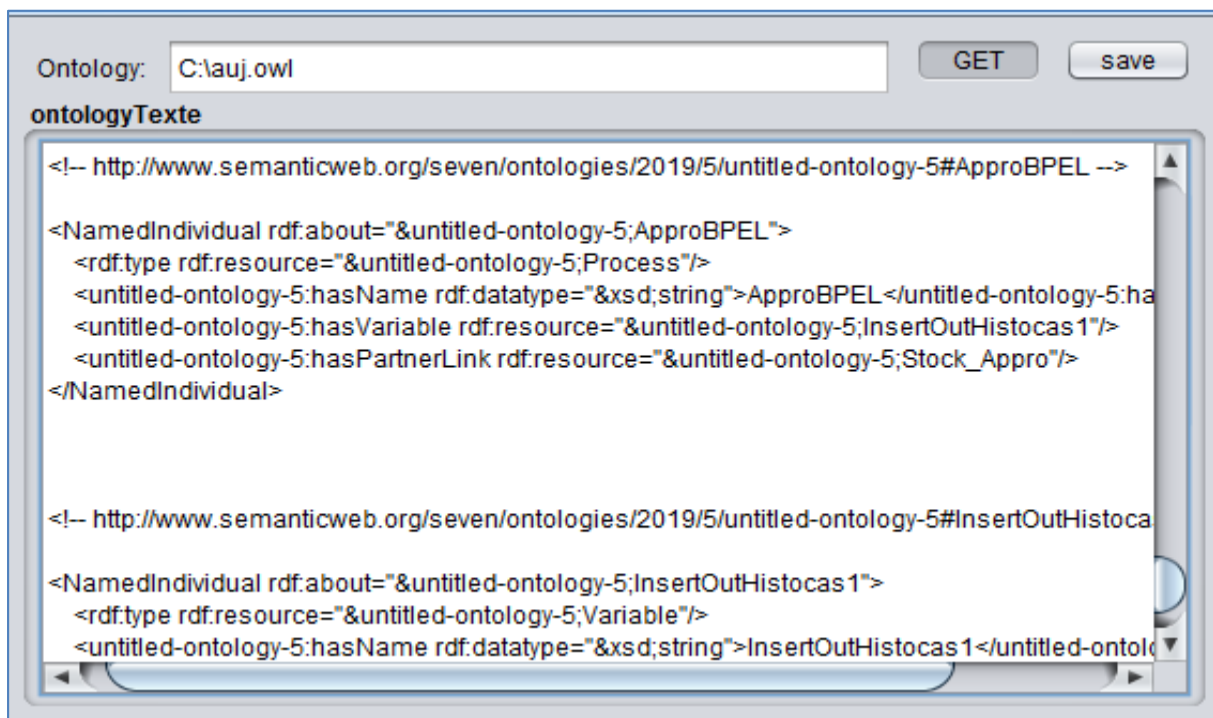 Ontology: C:\auj.owl GET save
ontologyTexte
<!-- http://www.semanticweb.org/seven/ontologies/2019/5/untitled-ontology-5#ApproBPEL -->
<NamedIndividual rdf:about="&untitled-ontology-5;ApproBPEL">
<rdf:type rdf:resource="&untitled-ontology-5;Process"/>
<untitled-ontology-5:hasName rdf:datatype="&xsd;string">ApproBPEL</untitled-ontology-5:ha
<untitled-ontology-5:hasVariable rdf:resource="&untitled-ontology-5;InsertOutHistocas1"/>
<untitled-ontology-5:hasPartnerLink rdf:resource="&untitled-ontology-5;Stock_Appro"/>
</NamedIndividual>
<!-- http://www.semanticweb.org/seven/ontologies/2019/5/untitled-ontology-5#InsertOutHistoca
<NamedIndividual rdf:about="&untitled-ontology-5;InsertOutHistocas1">
<rdf:type rdf:resource="&untitled-ontology-5;Variable"/>
<untitled-ontology-5:hasName rdf:datatype="&xsd;string">InsertOutHistocas1</untitled-ontolo